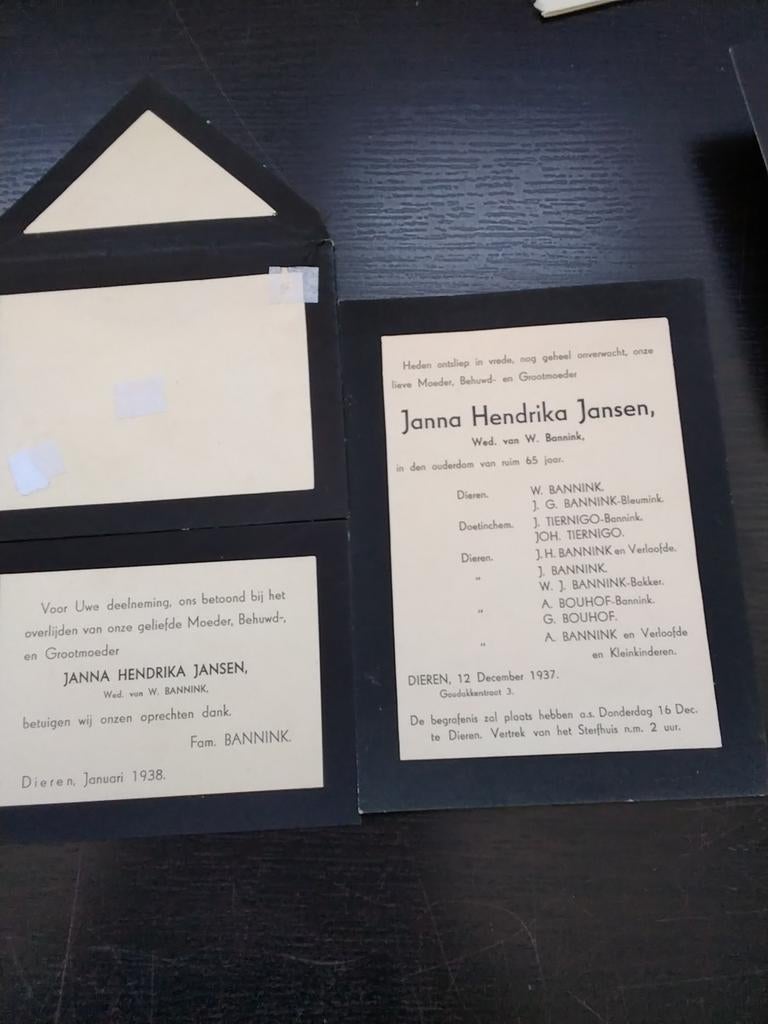 Heden ontsliep in vrede, nog geheel onverwacht, onze
lieve Moeder, Behuwd- en Grootmoeder
Janna Hendrika Jansen,
Wed. van W. Bannink,
in den ouderdom van ruim 65 jaar.
Dieren. W. BANNINK.
J. G. BANNINK-Bleumink.
Doetinchem. J. TIERNIGO-Bannink.
JOH. TIERNIGO.
Dieren. J. H. BANNINK en Verloofde.
„ J. BANNINK.
W. J. BANNINK-Bakker.
„ A. BOUHOF-Bannink.
G. BOUHOF.
„ A. BANNINK en Verloofde
en Kleinkinderen.
DIEREN, 12 December 1937.
Goudakkerstraat 3.
De begrafenis zal plaats hebben a.s. Donderdag 16 Dec.
te Dieren. Vertrek van het Sterfhuis n.m. 2 uur.
Voor Uwe deelneming, ons betoond bij het
overlijden van onze geliefde Moeder, Behuwd-,
en Grootmoeder
JANNA HENDRIKA JANSEN,
Wed. van W. BANNINK,
betuigen wij onzen oprechten dank.
Fam. BANNINK.
Dieren, Januari 1938.